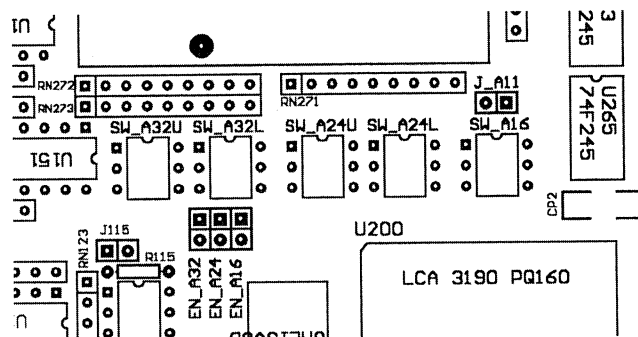 RN272
RN273
RN271
J_A11
U265
74F245
245
SW_A32U
SW_A32L
SW_A24U
SW_A24L
SW_A16
U151
CP2
U200
J115
RN123
R115
EN_A32
EN_A24
EN_A16
LCA 3190 PQ160